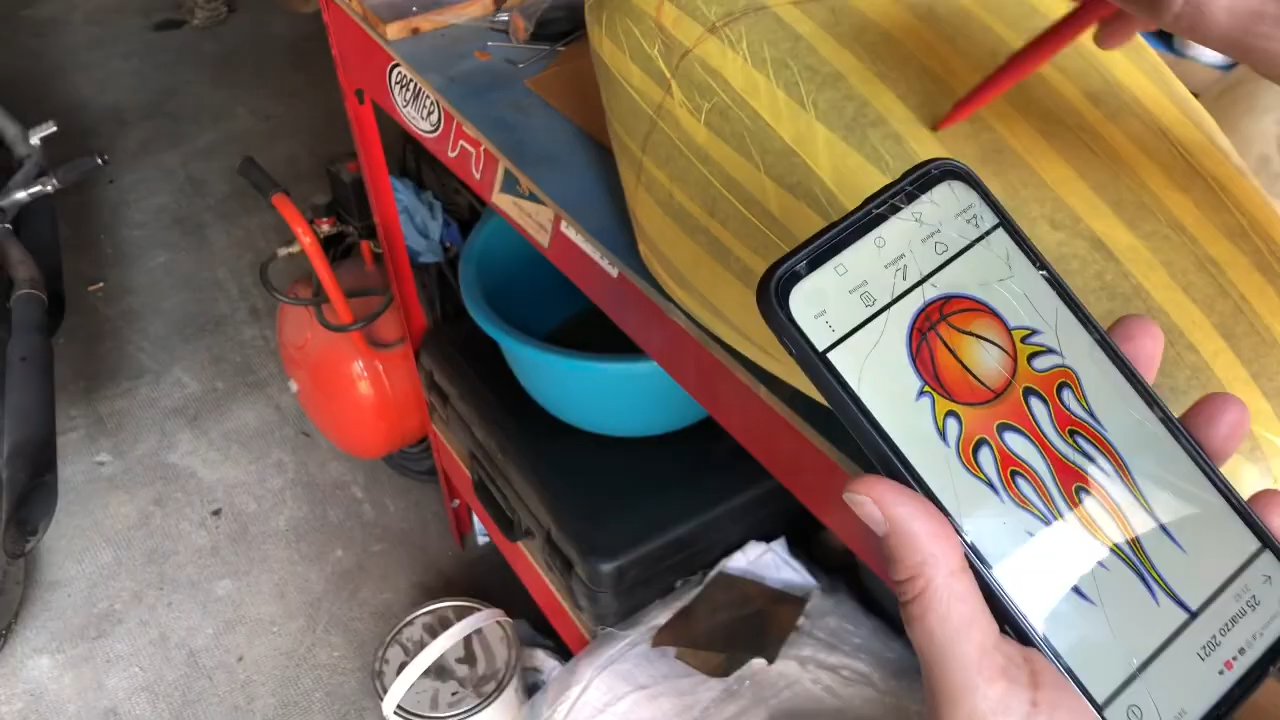 PREMIER
R
Condividi
Preferiti
Modifica
Elimina
Altro
25 marzo 2021